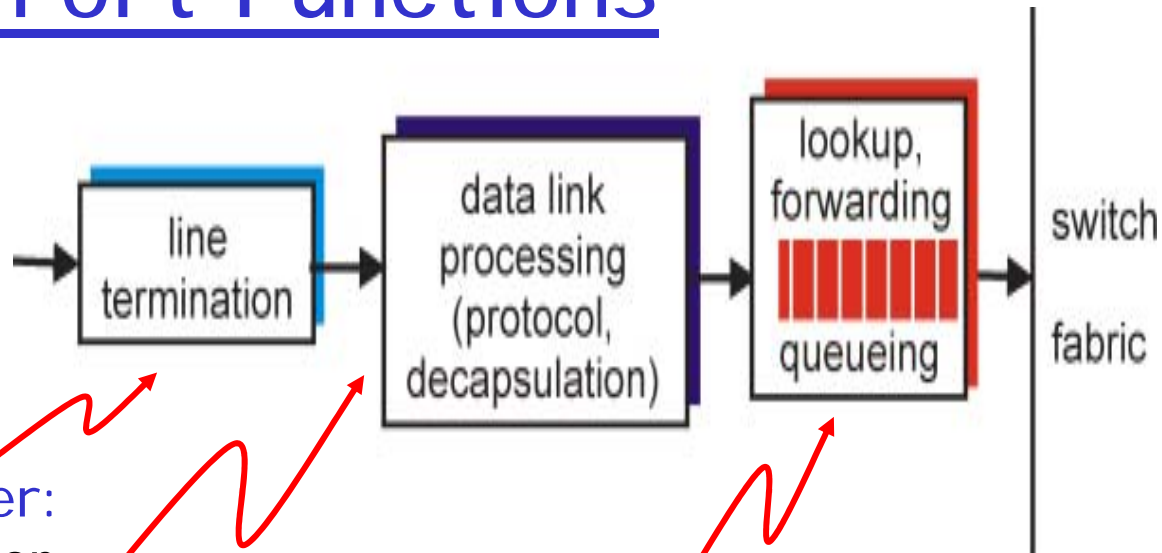 Port Functions
line
termination
data link
processing
(protocol,
decapsulation)
lookup,
forwarding
queueing
switch
fabric
er: